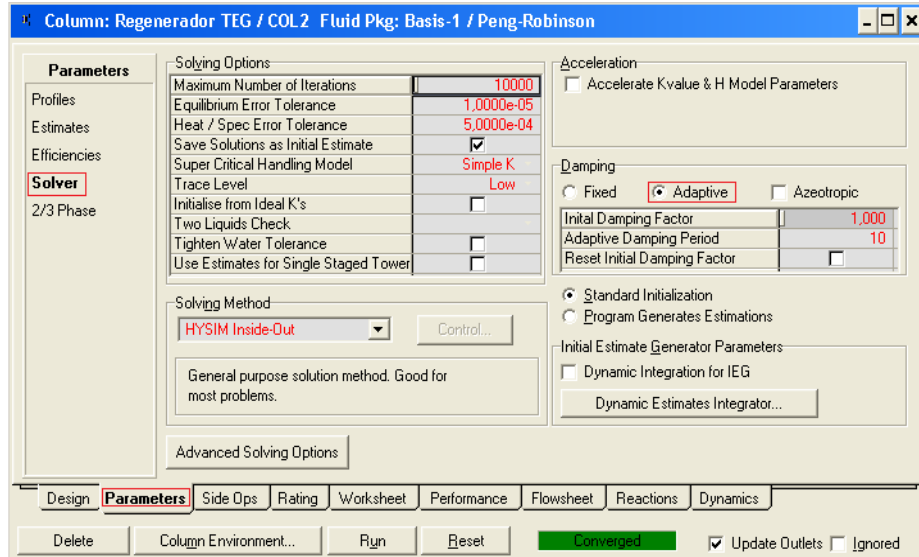 Column: Regenerador TEG / COL2 Fluid Pkg: Basis-1 / Peng-Robinson
Parameters
Profiles
Estimates
Efficiencies
Solver
2/3 Phase
Solving Options
Maximum Number of Iterations 10000
Equilibrium Error Tolerance 1,0000e-05
Heat / Spec Error Tolerance 5,0000e-04
Save Solutions as Initial Estimate
Super Critical Handling Model Simple K
Trace Level Low
Initialise from Ideal K's
Two Liquids Check
Tighten Water Tolerance
Use Estimates for Single Staged Tower
Solving Method
HYSIM Inside-Out Control...
General purpose solution method. Good for
most problems.
Advanced Solving Options
Acceleration
Accelerate Kvalue & H Model Parameters
Damping
Fixed Adaptive Azeotropic
Inital Damping Factor 1,000
Adaptive Damping Period 10
Reset Initial Damping Factor
Standard Initialization
Program Generates Estimations
Initial Estimate Generator Parameters
Dynamic Integration for IEG
Dynamic Estimates Integrator...
Design Parameters Side Ops Rating Worksheet Performance Flowsheet Reactions Dynamics
Delete Column Environment... Run Reset Converged Update Outlets Ignored